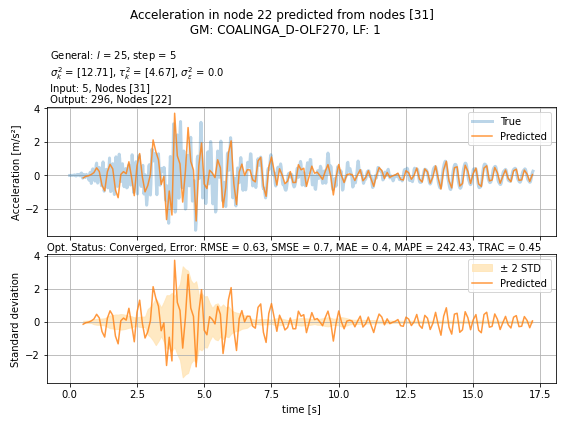 Acceleration in node 22 predicted from nodes [31]
GM: COALINGA_D-OLF270, LF: 1
General: l = 25, step = 5
σ²ₖ = [12.71], τ²ₖ = [4.67], σ²ε = 0.0
Input: 5, Nodes [31]
Output: 296, Nodes [22]
Acceleration [m/s²]
4
2
0
−2
True
Predicted
Opt. Status: Converged, Error: RMSE = 0.63, SMSE = 0.7, MAE = 0.4, MAPE = 242.43, TRAC = 0.45
Standard deviation
4
2
0
−2
± 2 STD
Predicted
0.0 2.5 5.0 7.5 10.0 12.5 15.0 17.5
time [s]